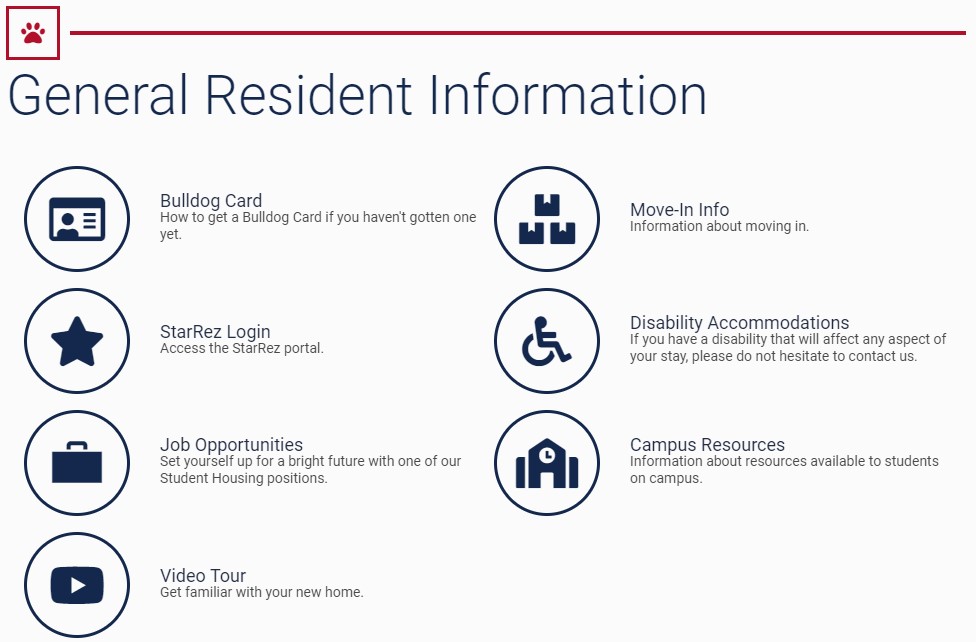 General Resident Information
Bulldog Card
How to get a Bulldog Card if you haven't gotten one
yet.
Move-In Info
Information about moving in.
StarRez Login
Access the StarRez portal.
Disability Accommodations
If you have a disability that will affect any aspect of
your stay, please do not hesitate to contact us.
Job Opportunities
Set yourself up for a bright future with one of our
Student Housing positions.
Campus Resources
Information about resources available to students
on campus.
Video Tour
Get familiar with your new home.